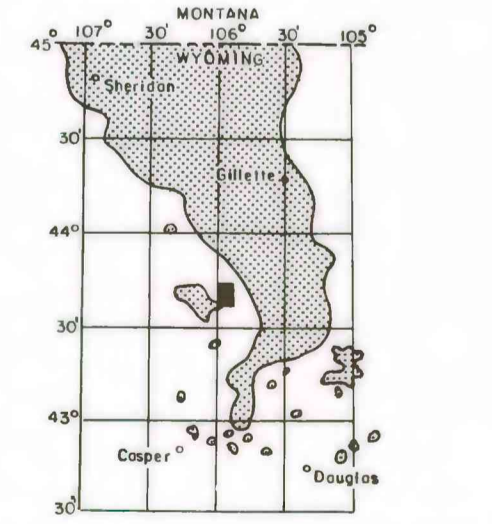 MONTANA
45° 107° 30' 106° 30' 105°
WYOMING
Sheridan
30'
Gillette
44°
30'
43°
Casper
Douglas
30'